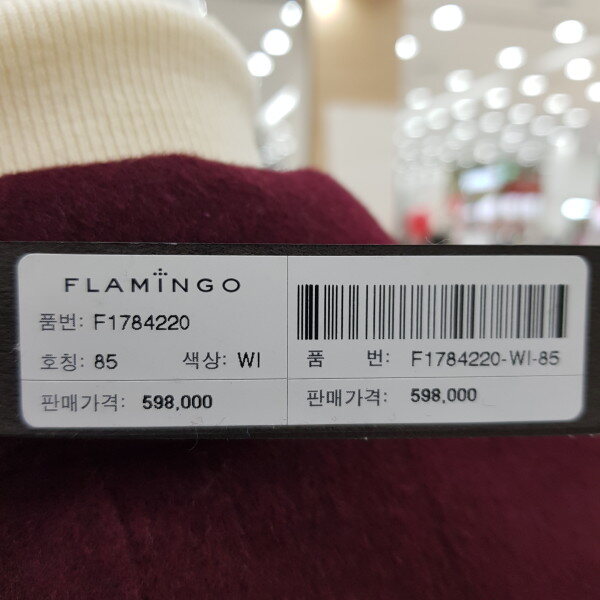 FLAMINGO
품번: F1784220
호칭: 85 색상: WI
판매가격: 598,000
품 번: F1784220-WI-85
판매가격: 598,000